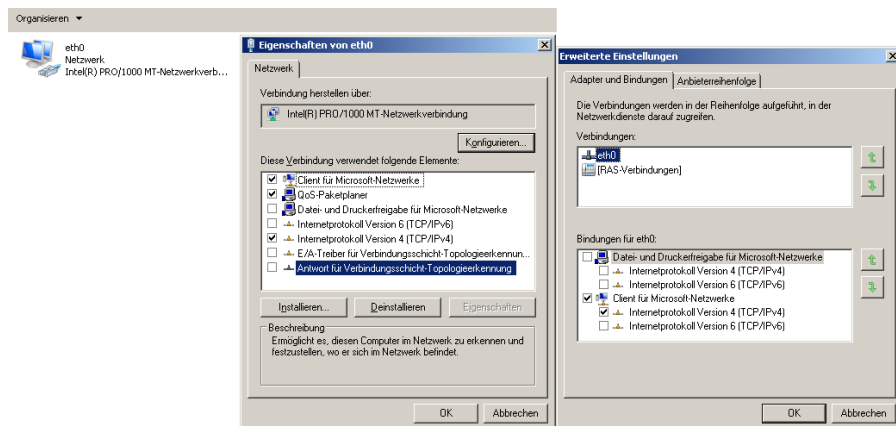 Organisieren
eth0
Netzwerk
Intel(R) PRO/1000 MT-Netzwerkverb...
Eigenschaften von eth0
Netzwerk
Verbindung herstellen über:
Intel(R) PRO/1000 MT-Netzwerkverbindung
Konfigurieren...
Diese Verbindung verwendet folgende Elemente:
Client für Microsoft-Netzwerke
QoS-Paketplaner
Datei- und Druckerfreigabe für Microsoft-Netzwerke
Internetprotokoll Version 6 (TCP/IPv6)
Internetprotokoll Version 4 (TCP/IPv4)
E/A-Treiber für Verbindungsschicht-Topologieerkennun...
Antwort für Verbindungsschicht-Topologieerkennung
Installieren... Deinstallieren Eigenschaften
Beschreibung
Ermöglicht es, diesen Computer im Netzwerk zu erkennen und
festzustellen, wo er sich im Netzwerk befindet.
OK Abbrechen
Erweiterte Einstellungen
Adapter und Bindungen Anbieterreihenfolge
Die Verbindungen werden in der Reihenfolge aufgeführt, in der
Netzwerkdienste darauf zugreifen.
Verbindungen:
eth0
[RAS-Verbindungen]
Bindungen für eth0:
Datei- und Druckerfreigabe für Microsoft-Netzwerke
Internetprotokoll Version 4 (TCP/IPv4)
Internetprotokoll Version 6 (TCP/IPv6)
Client für Microsoft-Netzwerke
Internetprotokoll Version 4 (TCP/IPv4)
Internetprotokoll Version 6 (TCP/IPv6)
OK Abbrechen